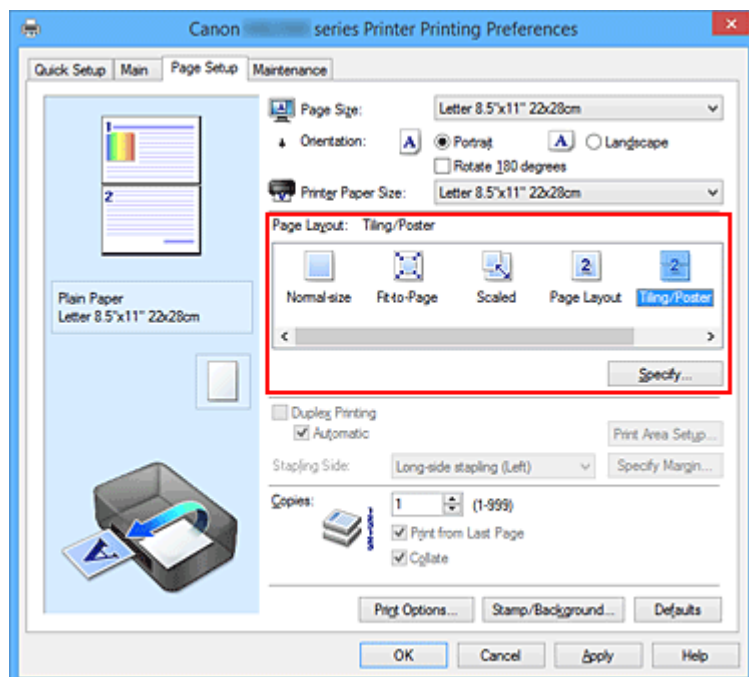 Canon series Printer Printing Preferences
Quick Setup Main Page Setup Maintenance
Page Size: Letter 8.5"x11" 22x28cm
Orientation: A Portrait A Landscape
Rotate 180 degrees
Printer Paper Size: Letter 8.5"x11" 22x28cm
Page Layout: Tiling/Poster
1
2
2 2
Normal-size Fit-to-Page Scaled Page Layout Tiling/Poster
Plain Paper
Letter 8.5"x11" 22x28cm
Specify...
Duplex Printing
Automatic Print Area Setup...
Stapling Side: Long-side stapling (Left) Specify Margin...
Copies: 1 (1-999)
Print from Last Page
Collate
A
Print Options... Stamp/Background... Defaults
OK Cancel Apply Help